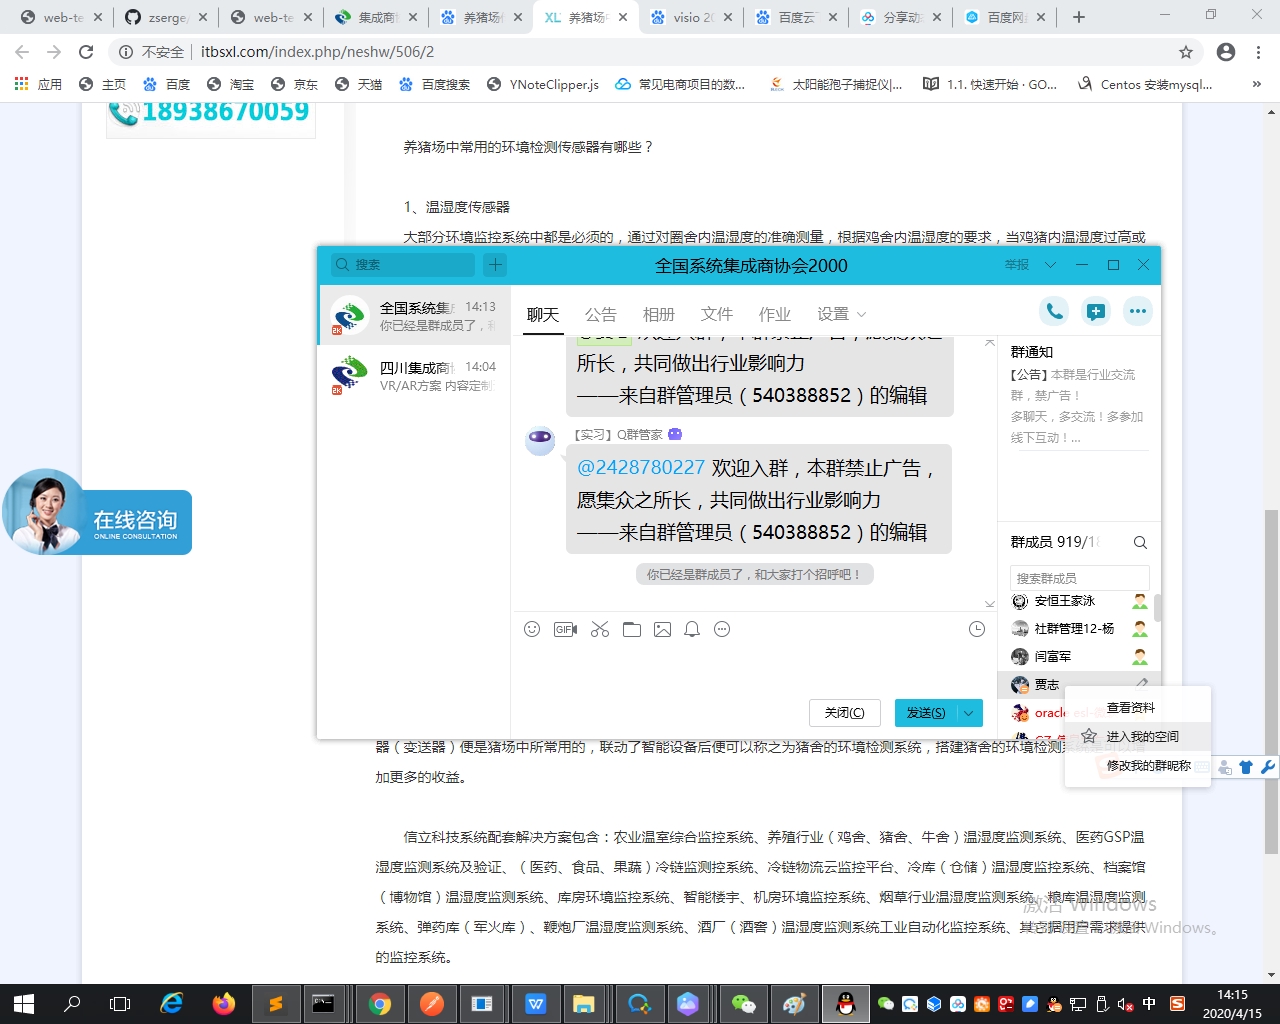 web-te
zserge,
web-te
集成商
养猪场
XL 养猪场
visio 20
百度云
分享动
百度网
不安全
itbsxl.com/index.php/neshw/506/2
应用
主页
百度
淘宝
京东
天猫
百度搜索
YNoteClipper.js
常见电商项目的数...
太阳能孢子捕捉仪|...
1.1. 快速开始 · GO...
Centos 安装mysql...
»
18938670059
养猪场中常用的环境检测传感器有哪些？
1、温湿度传感器
大部分环境监控系统中都是必须的，通过对圈舍内温湿度的准确测量，根据鸡舍内温湿度的要求，当鸡猪内温湿度过高或
搜索
全国系统集成商协会2000
举报
全国系统集
14:13
你已经是群成员了，和
2K
四川集成商
14:04
VR/AR方案 内容定制
2K
聊天
公告
相册
文件
作业
设置
所长，共同做出行业影响力
——来自群管理员（540388852）的编辑
【实习】Q群管家
@2428780227 欢迎入群，本群禁止广告，
愿集众之所长，共同做出行业影响力
——来自群管理员（540388852）的编辑
你已经是群成员了，和大家打个招呼吧！
GIF
关闭(C)
发送(S)
群通知
【公告】本群是行业交流
群，禁广告！
多聊天，多交流！多参加
线下互动！...
群成员 919/18
搜索群成员
安恒王家泳
社群管理12-杨
闫富军
贾志
oracle
查看资料
进入我的空间
修改我的群昵称
在线咨询
ONLINE CONSULTATION
器（变送器）便是猪场中所常用的，联动了智能设备后便可以称之为猪舍的环境检测系统，搭建猪舍的环境检测
加更多的收益。
信立科技系统配套解决方案包含：农业温室综合监控系统、养殖行业（鸡舍、猪舍、牛舍）温湿度监测系统、医药GSP温
湿度监测系统及验证、（医药、食品、果蔬）冷链监测控系统、冷链物流云监控平台、冷库（仓储）温湿度监控系统、档案馆
（博物馆）温湿度监测系统、库房环境监控系统、智能楼宇、机房环境监控系统、烟草行业温湿度监测系统、粮库温湿度监测
系统、弹药库（军火库）、鞭炮厂温湿度监测系统、酒厂（酒窖）温湿度监测系统工业自动化监控系统、其它调用户需求提供
的监控系统。
激活 Windows
Windows。
中
14:15
2020/4/15